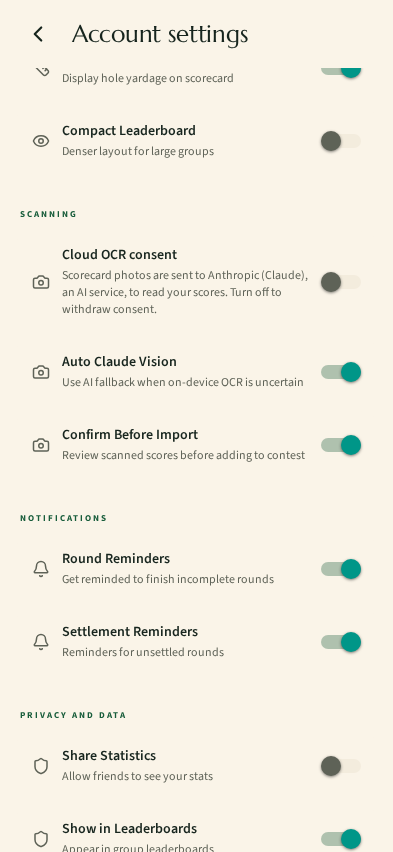 Account settings
Display hole yardage on scorecard
Compact Leaderboard
Denser layout for large groups
SCANNING
Cloud OCR consent
Scorecard photos are sent to Anthropic (Claude),
an AI service, to read your scores. Turn off to
withdraw consent.
Auto Claude Vision
Use AI fallback when on-device OCR is uncertain
Confirm Before Import
Review scanned scores before adding to contest
NOTIFICATIONS
Round Reminders
Get reminded to finish incomplete rounds
Settlement Reminders
Reminders for unsettled rounds
PRIVACY AND DATA
Share Statistics
Allow friends to see your stats
Show in Leaderboards
Appear in group leaderboards